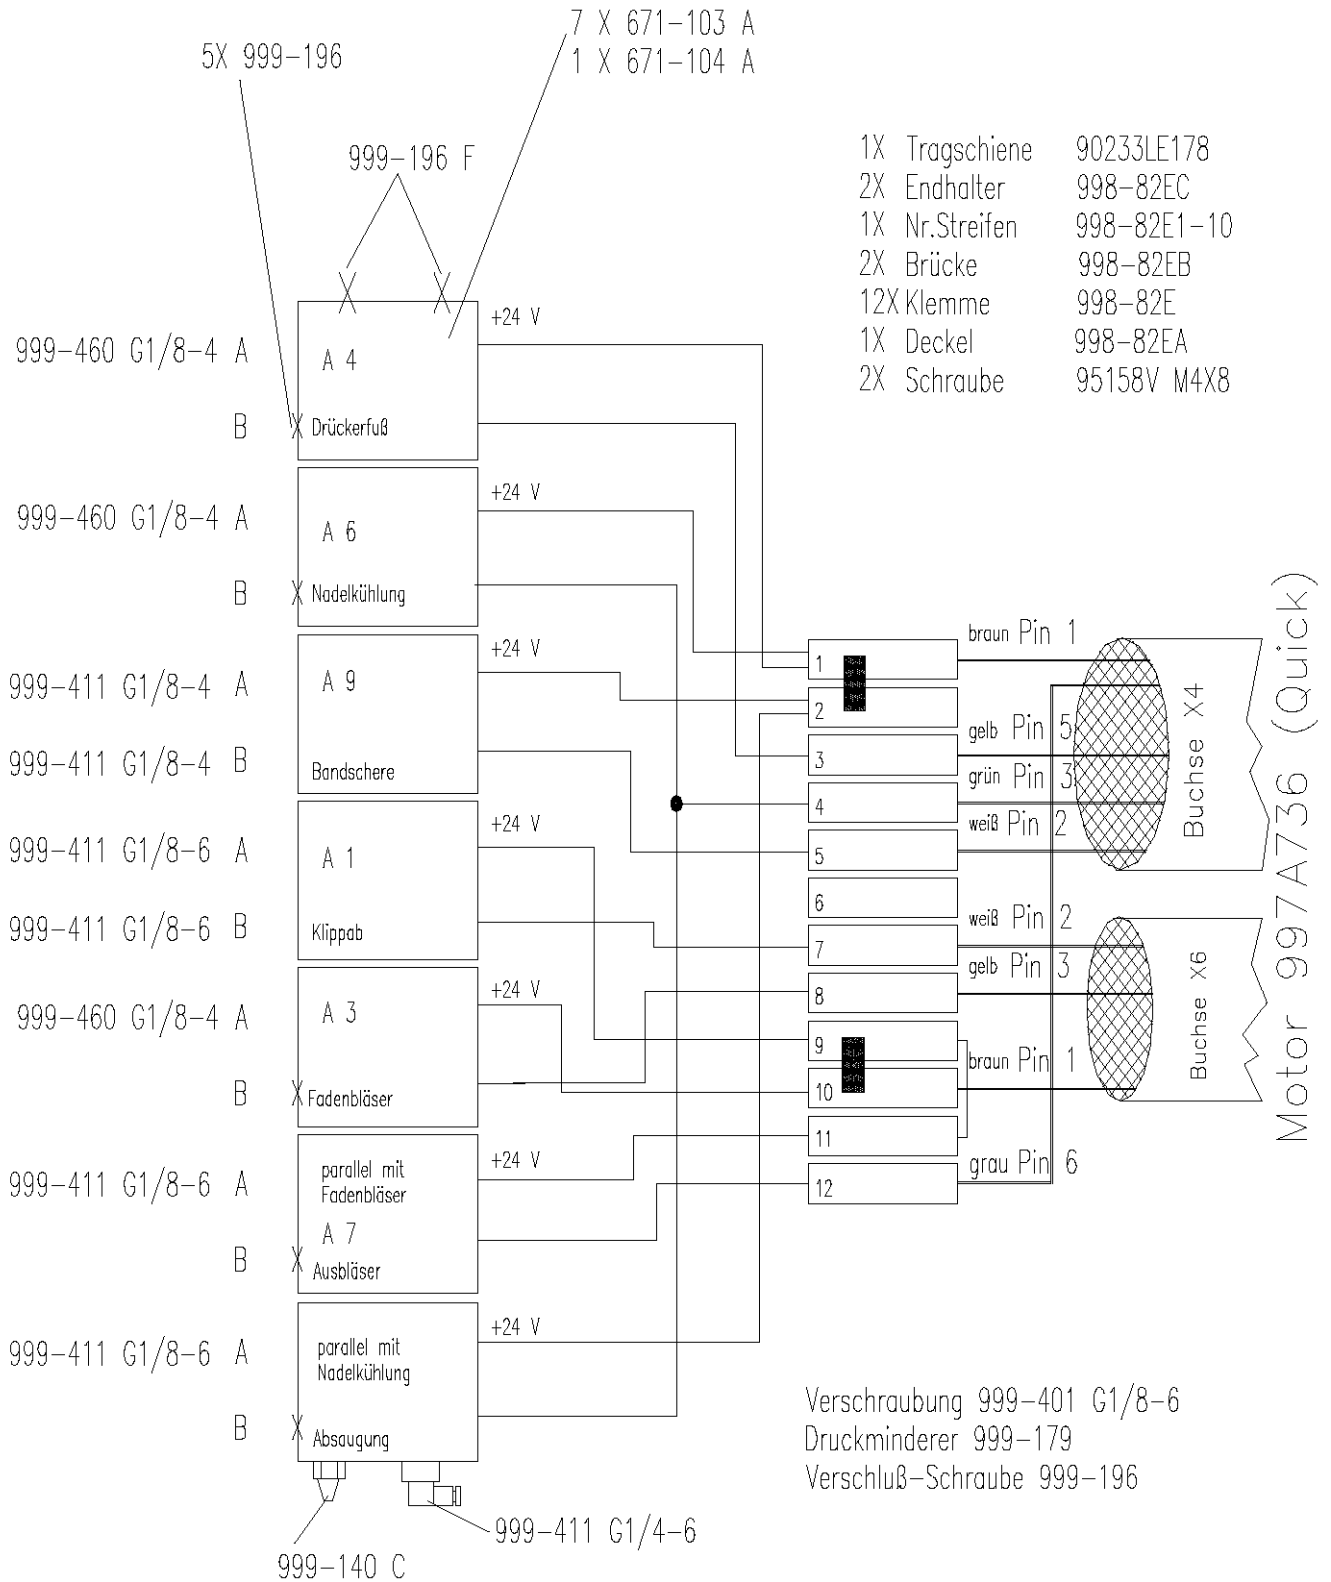 7 X 671-103 A
5X 999-196
1 X 671-104 A
999-196 F
1X Tragschiene 90233LE178
2X Endhalter 998-82EC
1X Nr.Streifen 998-82E1-10
2X Brücke 998-82EB
12X Klemme 998-82E
1X Deckel 998-82EA
2X Schraube 95158V M4X8
999-460 G1/8-4 A
A 4
+24 V
B
Drückerfuß
999-460 G1/8-4 A
A 6
+24 V
B
Nadelkühlung
999-411 G1/8-4 A
A 9
+24 V
999-411 G1/8-4 B
Bandschere
999-411 G1/8-6 A
A 1
+24 V
999-411 G1/8-6 B
Klippab
999-460 G1/8-4 A
A 3
+24 V
B
Fadenbläser
999-411 G1/8-6 A
parallel mit
Fadenbläser
+24 V
A 7
B
Ausbläser
999-411 G1/8-6 A
parallel mit
Nadelkühlung
+24 V
B
Absaugung
999-411 G1/4-6
999-140 C
1
2
3
4
5
6
7
8
9
10
11
12
braun Pin 1
gelb Pin 5
grün Pin 3
weiß Pin 2
weiß Pin 2
gelb Pin 3
braun Pin 1
grau Pin 6
Buchse X4
Buchse X6
Motor 997A736 (Quick)
Verschraubung 999-401 G1/8-6
Druckminderer 999-179
Verschluß-Schraube 999-196